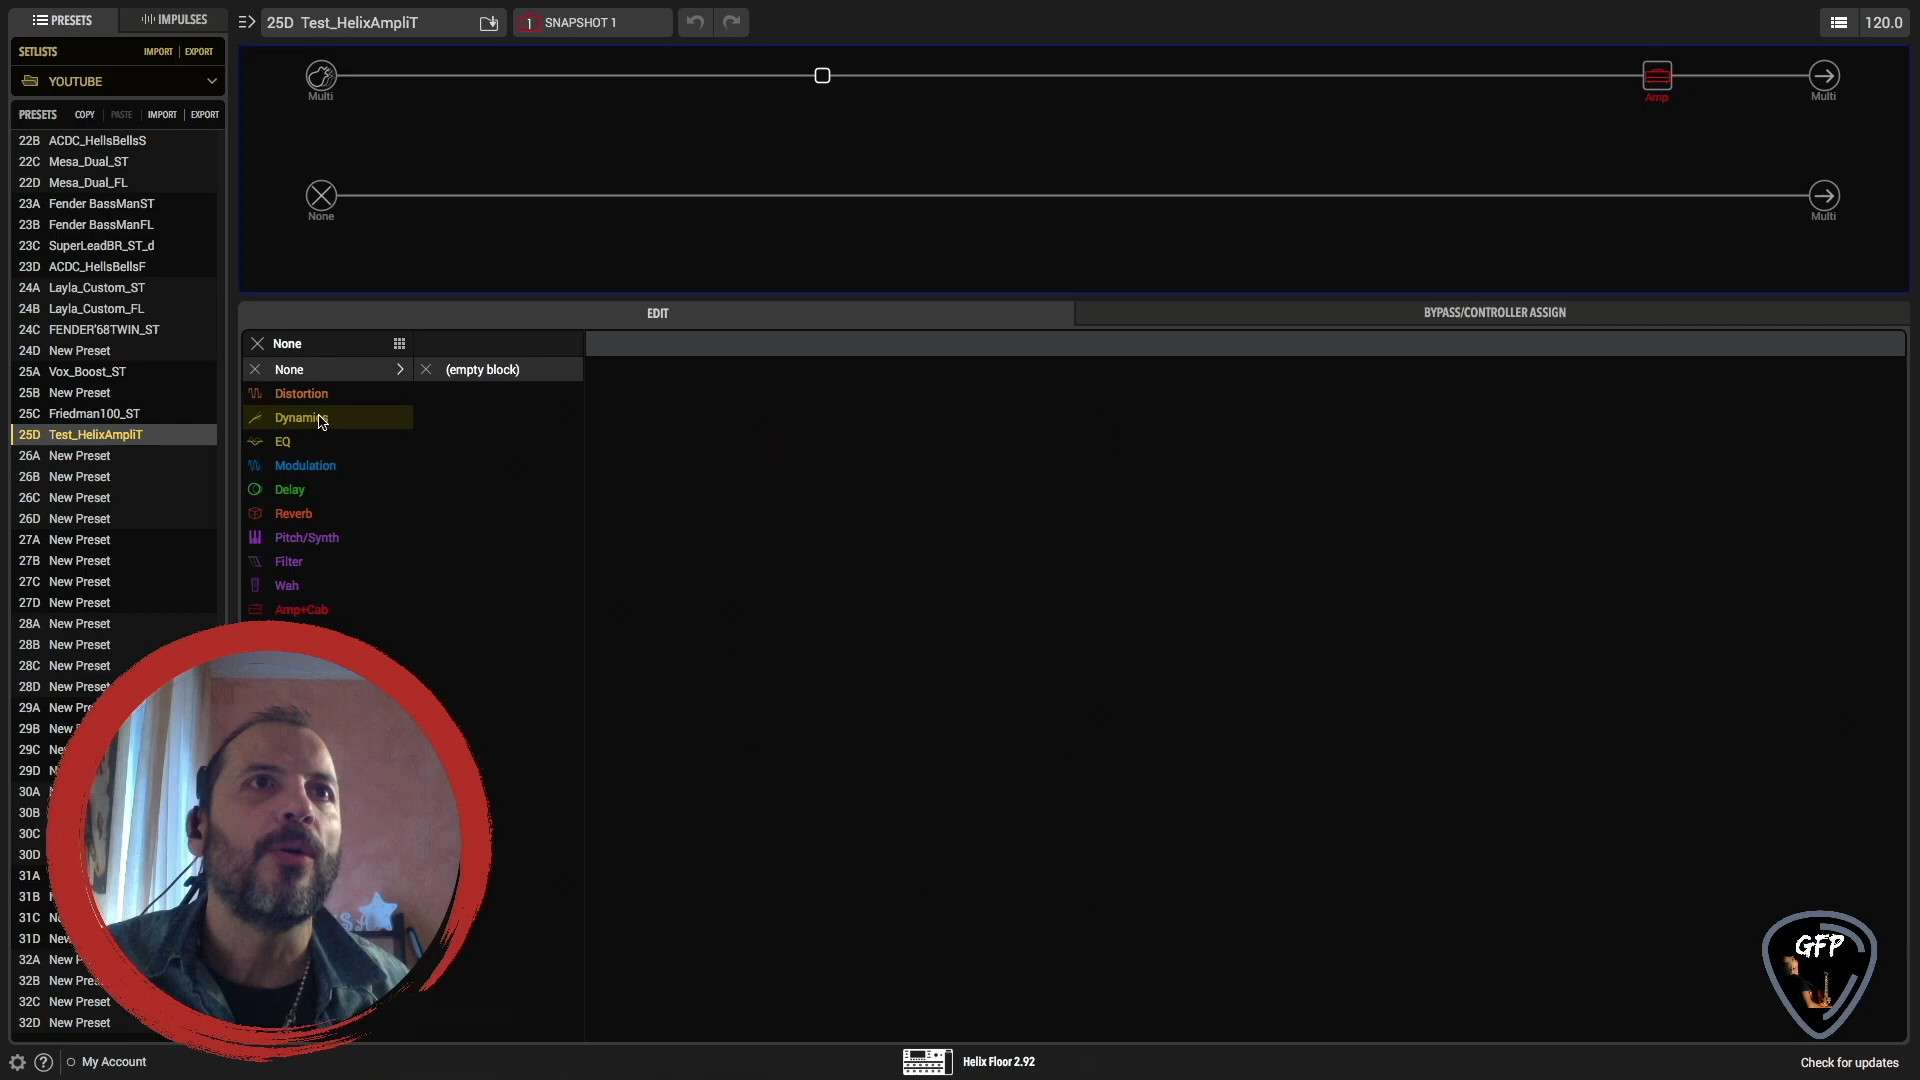 PRESETS
IMPULSES
25D Test_HelixAmpliT
1 SNAPSHOT 1
120.0
SETLISTS IMPORT EXPORT
YOUTUBE
PRESETS COPY PASTE IMPORT EXPORT
22B ACDC_HellsBellsS
22C Mesa_Dual_ST
22D Mesa_Dual_FL
23A Fender BassManST
23B Fender BassManFL
23C SuperLeadBR_ST_d
23D ACDC_HellsBellsF
24A Layla_Custom_ST
24B Layla_Custom_FL
24C FENDER'68TWIN_ST
24D New Preset
25A Vox_Boost_ST
25B New Preset
25C Friedman100_ST
25D Test_HelixAmpliT
26A New Preset
26B New Preset
26C New Preset
26D New Preset
27A New Preset
27B New Preset
27C New Preset
27D New Preset
28A New Preset
28B New Preset
28C New Preset
28D New Preset
29A New
29B New
29C
29D
30A
30B
30C
30D
31A
31B
31C
31D New
32A New
32B New
32C New Preset
32D New Preset
Multi
Amp
Multi
None
Multi
EDIT
BYPASS/CONTROLLER ASSIGN
None
None
(empty block)
Distortion
Dynamics
EQ
Modulation
Delay
Reverb
Pitch/Synth
Filter
Wah
Amp+Cab
GFP
My Account
Helix Floor 2.92
Check for updates